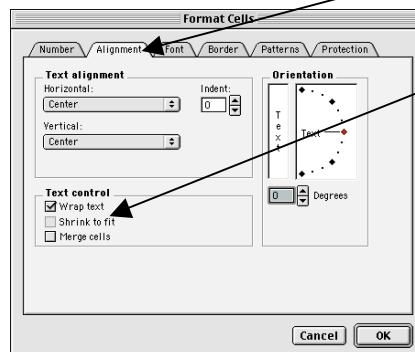 Format Cells
Number Alignment Font Border Patterns Protection
Text alignment
Horizontal: Indent:
Center 0
Vertical:
Center
Orientation
Text
Text
0 Degrees
Text control
Wrap text
Shrink to fit
Merge cells
Cancel OK